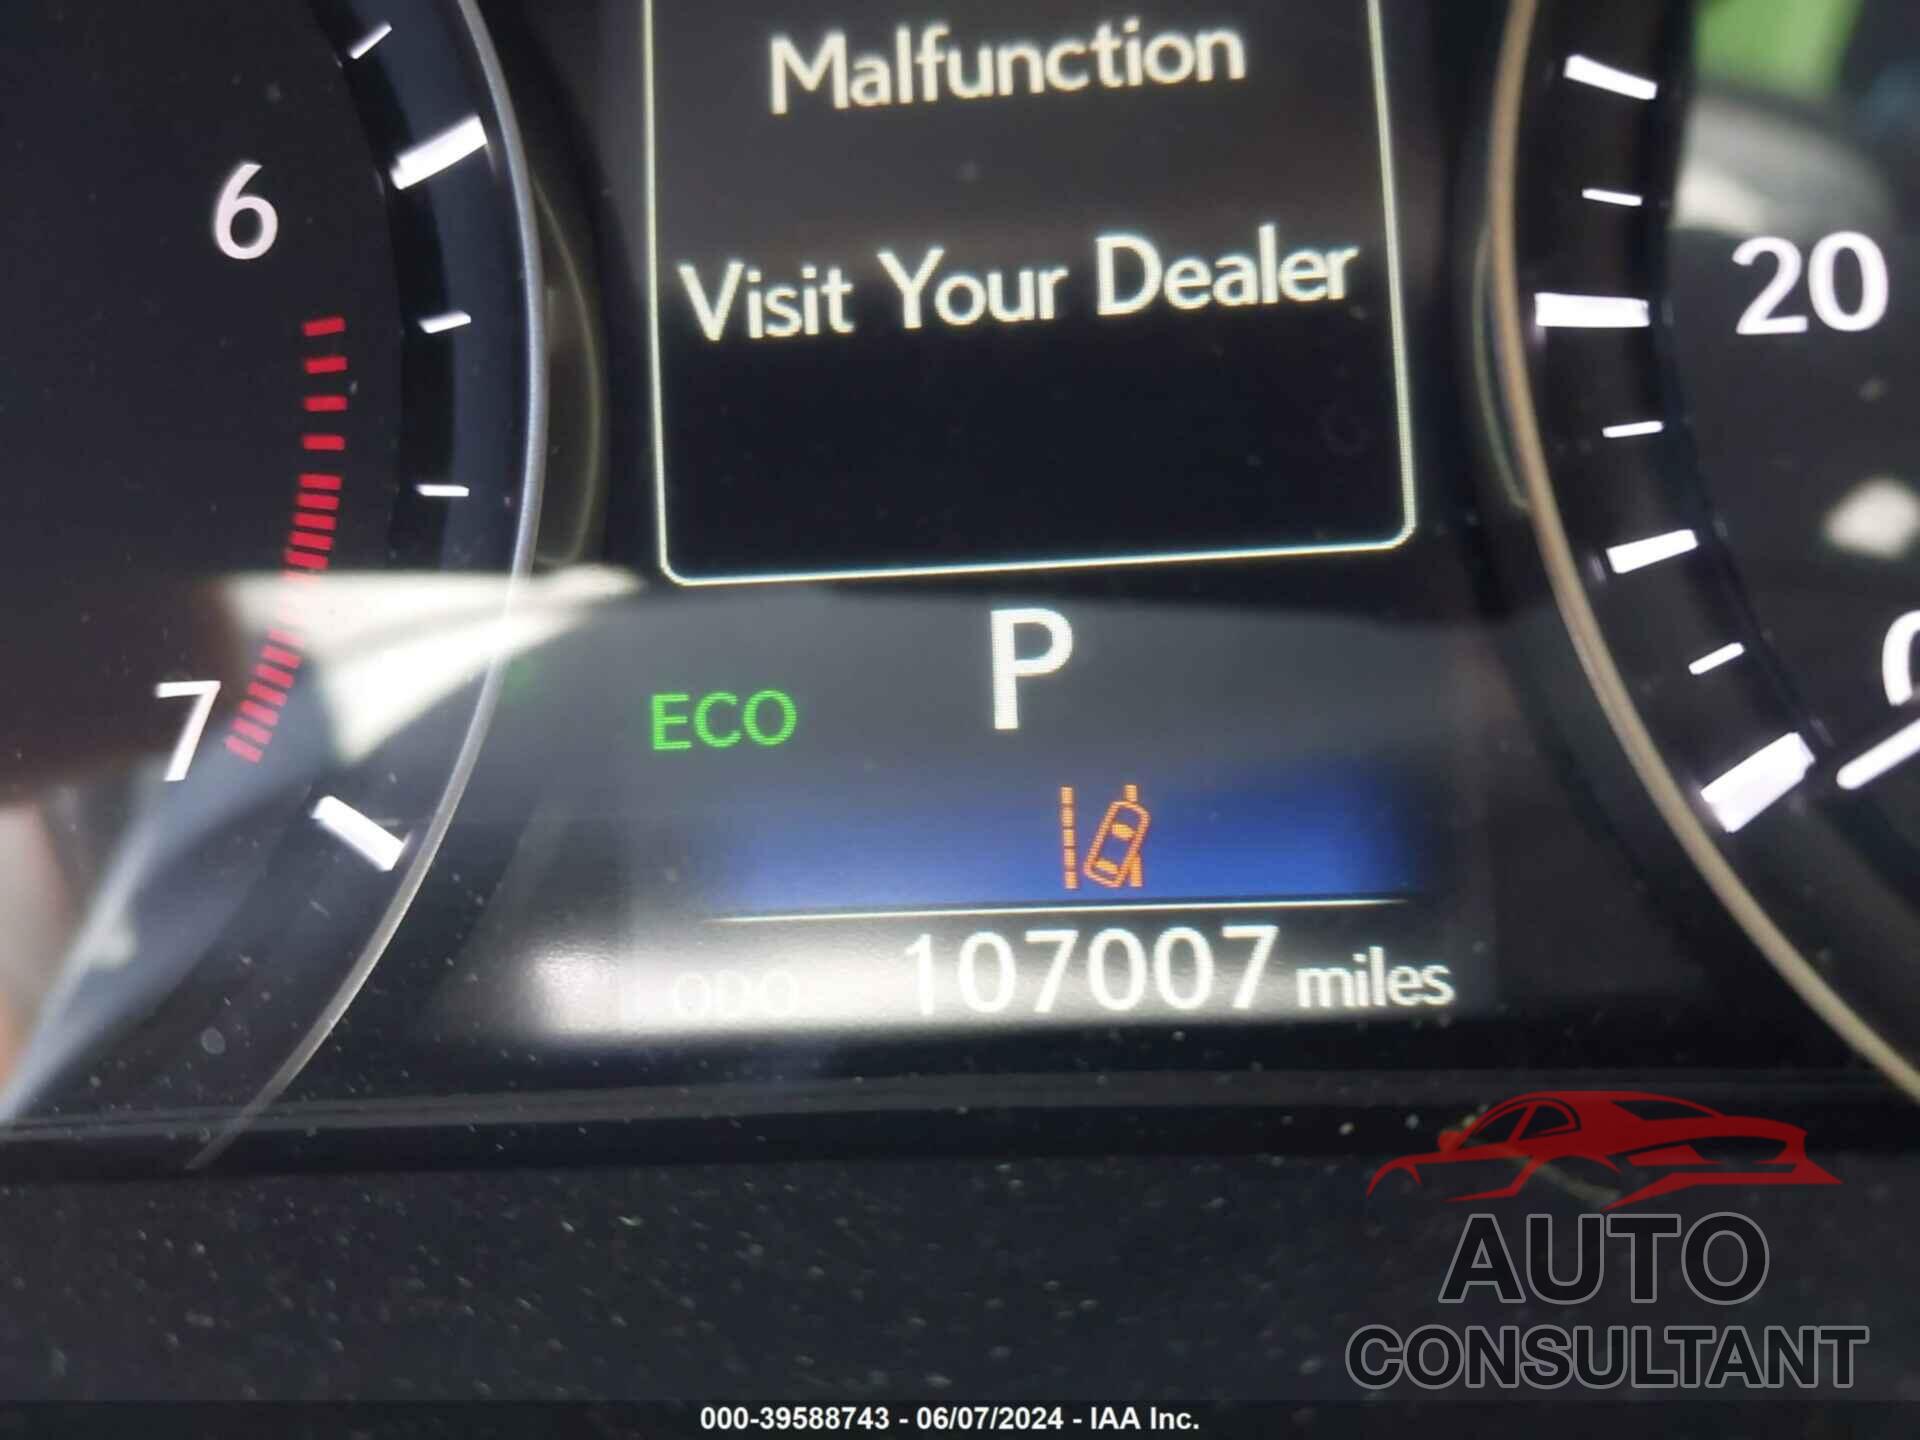 Malfunction
Visit Your Dealer
6
7
20
P
ECO
ODO 107007 miles
AUTO
CONSULTANT
000-39588743 - 06/07/2024 - IAA Inc.